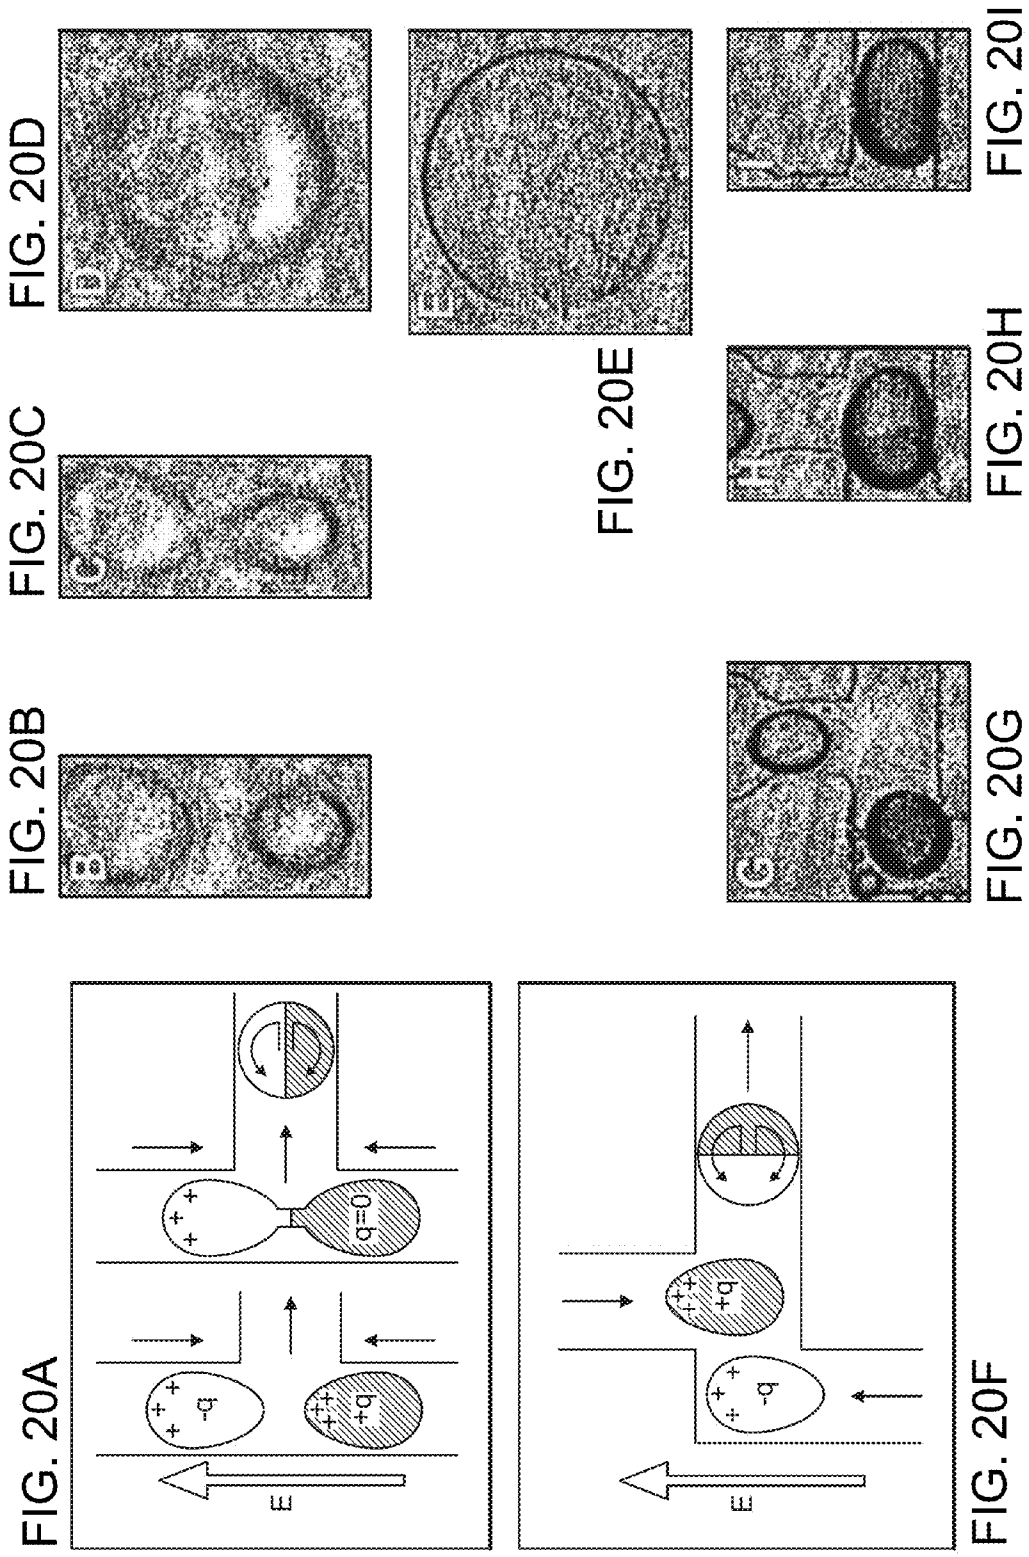 FIG. 20A
E
+ + +
-q
+ + + + +
+q
+ + +
q=0
FIG. 20B
B
FIG. 20C
C
FIG. 20D
D
FIG. 20E
E
FIG. 20F
E
+ + +
-q
+ + + + +
+q
FIG. 20G
G
FIG. 20H
H
FIG. 20I
I